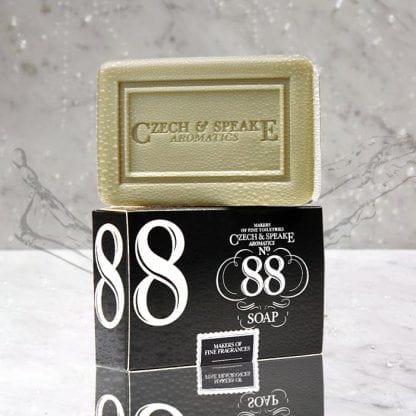 CZECH & SPEAKE
AROMATICS
88
MAKERS
OF FINE TOILETRIES
CZECH & SPEAKE
AROMATICS
No
88
SOAP
MAKERS OF
FINE FRAGRANCES